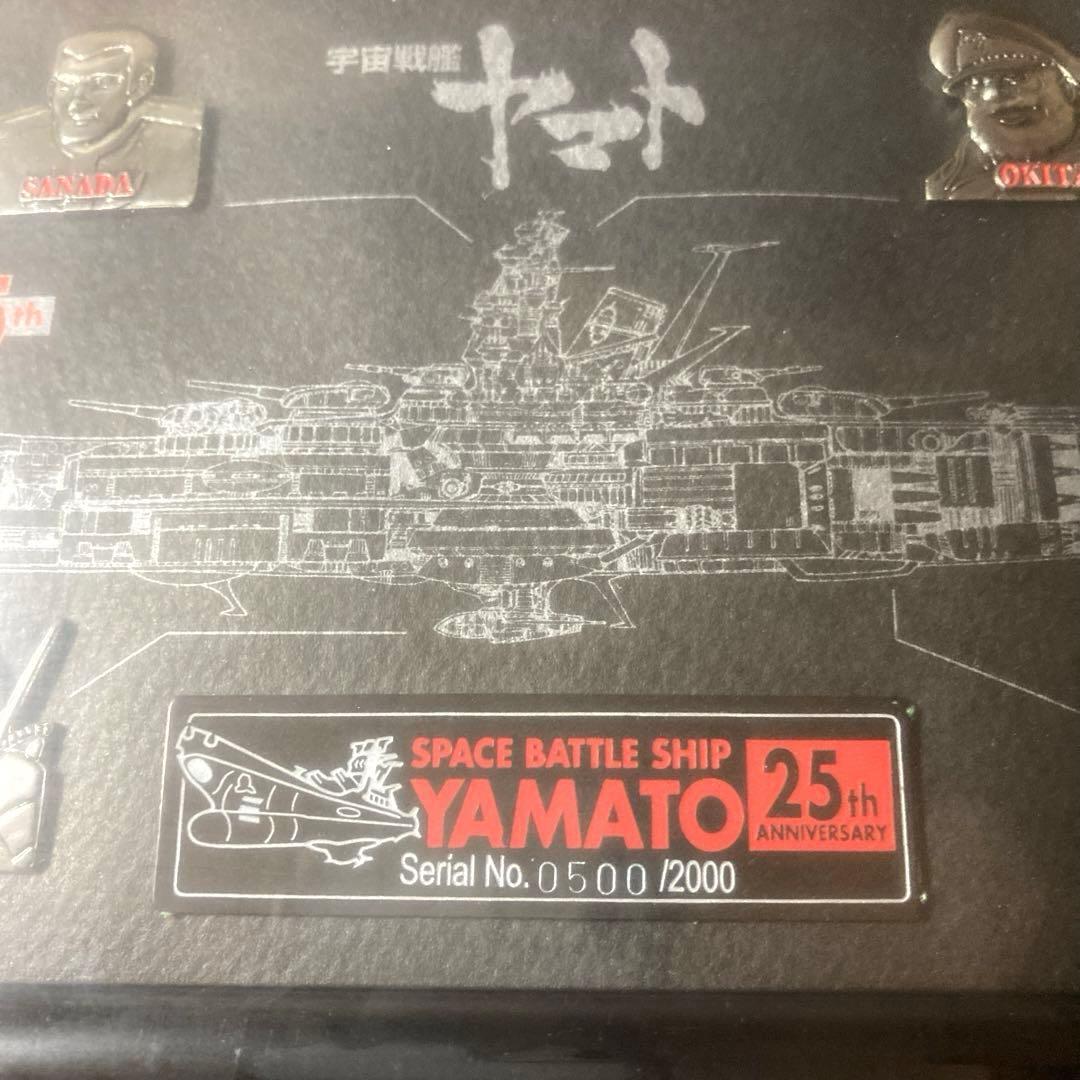 宇宙戦艦
ヤマト
SANADA
OKITA
th
SPACE BATTLE SHIP
YAMATO
25th
ANNIVERSARY
Serial No. 0500 /2000